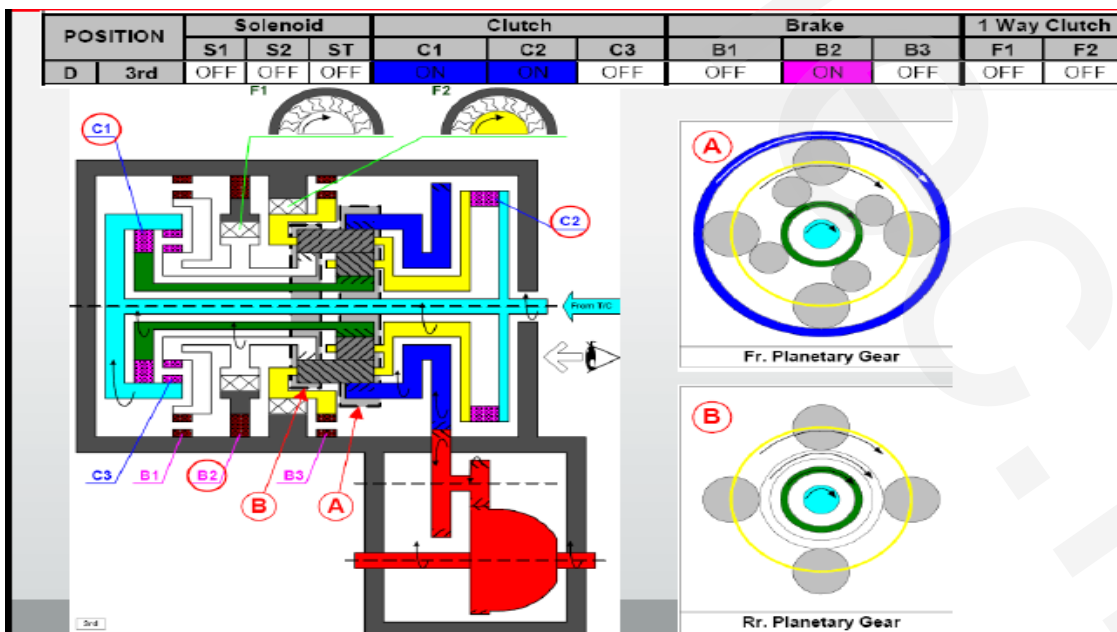 POSITION Solenoid Clutch Brake 1 Way Clutch
S1 S2 ST C1 C2 C3 B1 B2 B3 F1 F2
D 3rd OFF OFF OFF ON ON OFF OFF ON OFF OFF OFF
F1 F2
C1
C2
From T/C
C3 B1 B2 B3
B A
3rd
A
Fr. Planetary Gear
B
Rr. Planetary Gear